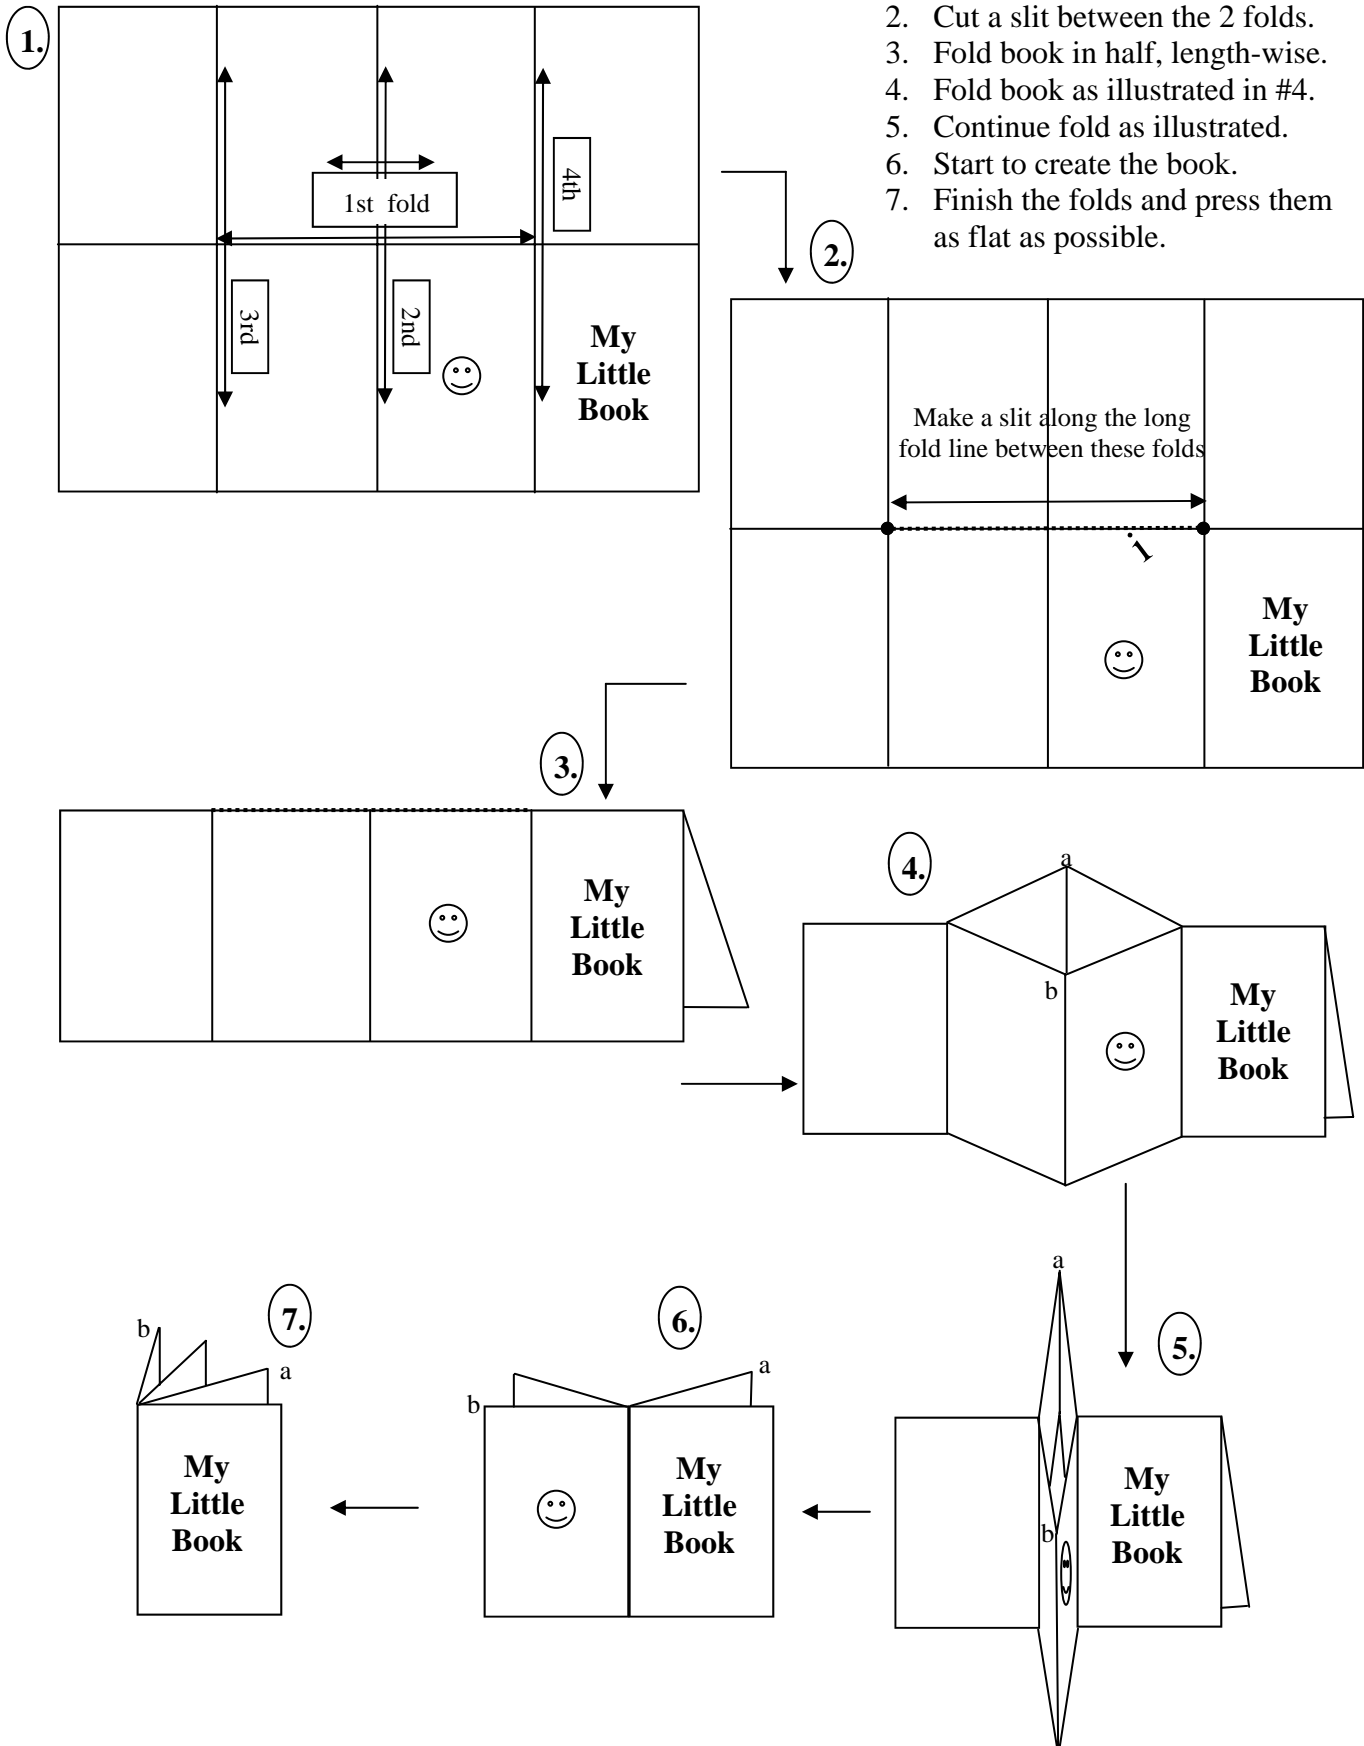 2. Cut a slit between the 2 folds.
3. Fold book in half, length-wise.
4. Fold book as illustrated in #4.
5. Continue fold as illustrated.
6. Start to create the book.
7. Finish the folds and press them
as flat as possible.
1.
1st fold
4th
3rd
2nd
My
Little
Book
2.
Make a slit along the long
fold line between these folds
My
Little
Book
3.
My
Little
Book
4.
a
b
My
Little
Book
5.
a
b
My
Little
Book
6.
a
b
My
Little
Book
7.
b
a
My
Little
Book